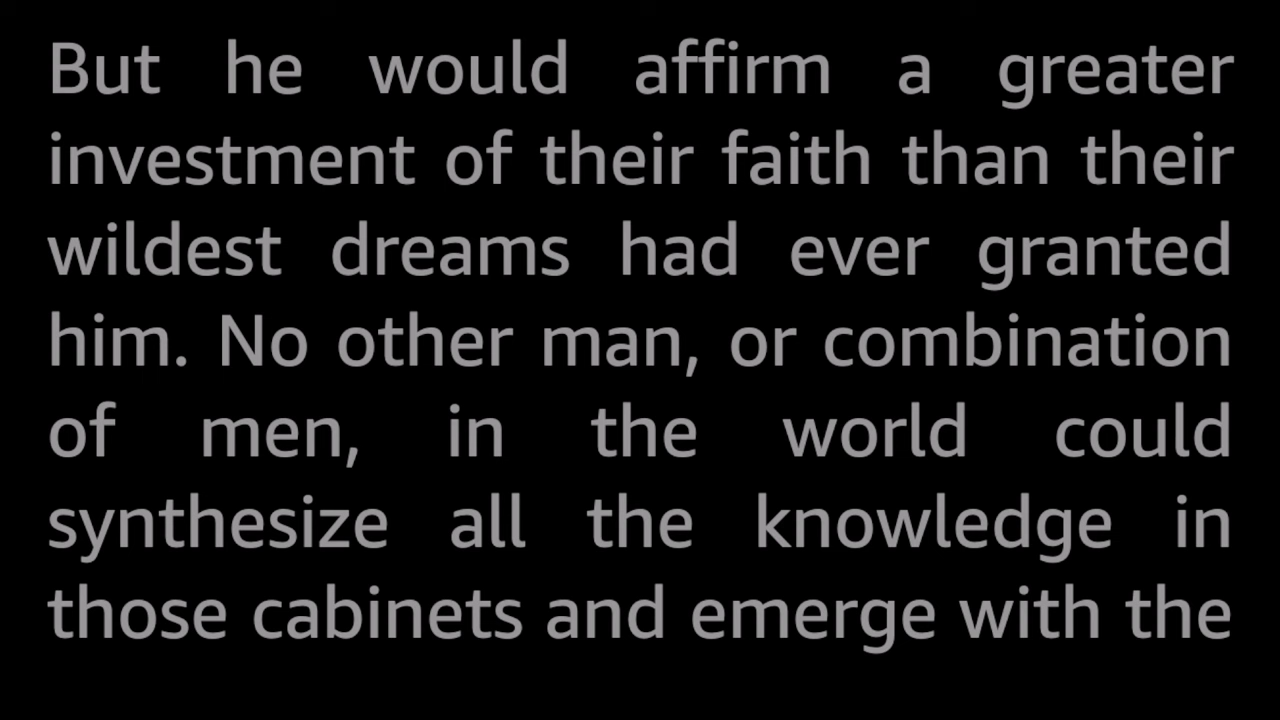 But he would affirm a greater
investment of their faith than their
wildest dreams had ever granted
him. No other man, or combination
of men, in the world could
synthesize all the knowledge in
those cabinets and emerge with the